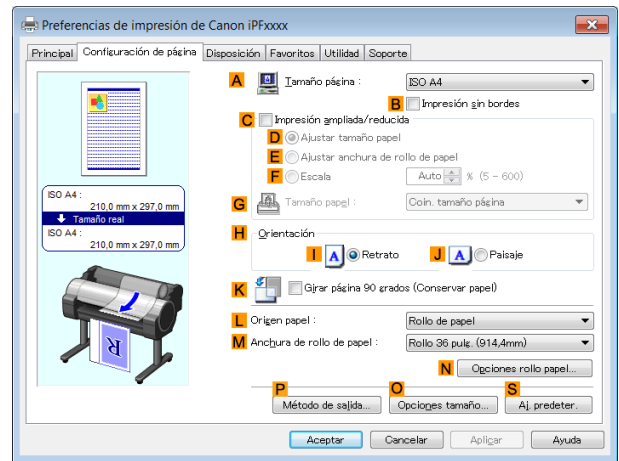 Preferencias de impresión de Canon iPFxxxx
Principal Configuración de página Disposición Favoritos Utilidad Soporte
A Tamaño página : ISO A4
B Impresión sin bordes
C Impresión ampliada/reducida
D Ajustar tamaño papel
E Ajustar anchura de rollo de papel
F Escala Auto % (5 - 600)
G Tamaño papel : Coin. tamaño página
ISO A4 :
210,0 mm x 297,0 mm
Tamaño real
ISO A4 :
210,0 mm x 297,0 mm
H Orientación
I A Retrato J A Paisaje
K Girar página 90 grados (Conservar papel)
L Origen papel : Rollo de papel
M Anchura de rollo de papel : Rollo 36 pulg. (914,4mm)
R
N Opciones rollo papel...
P O S
Método de salida... Opciones tamaño... Aj. predeter.
Aceptar Cancelar Aplicar Ayuda